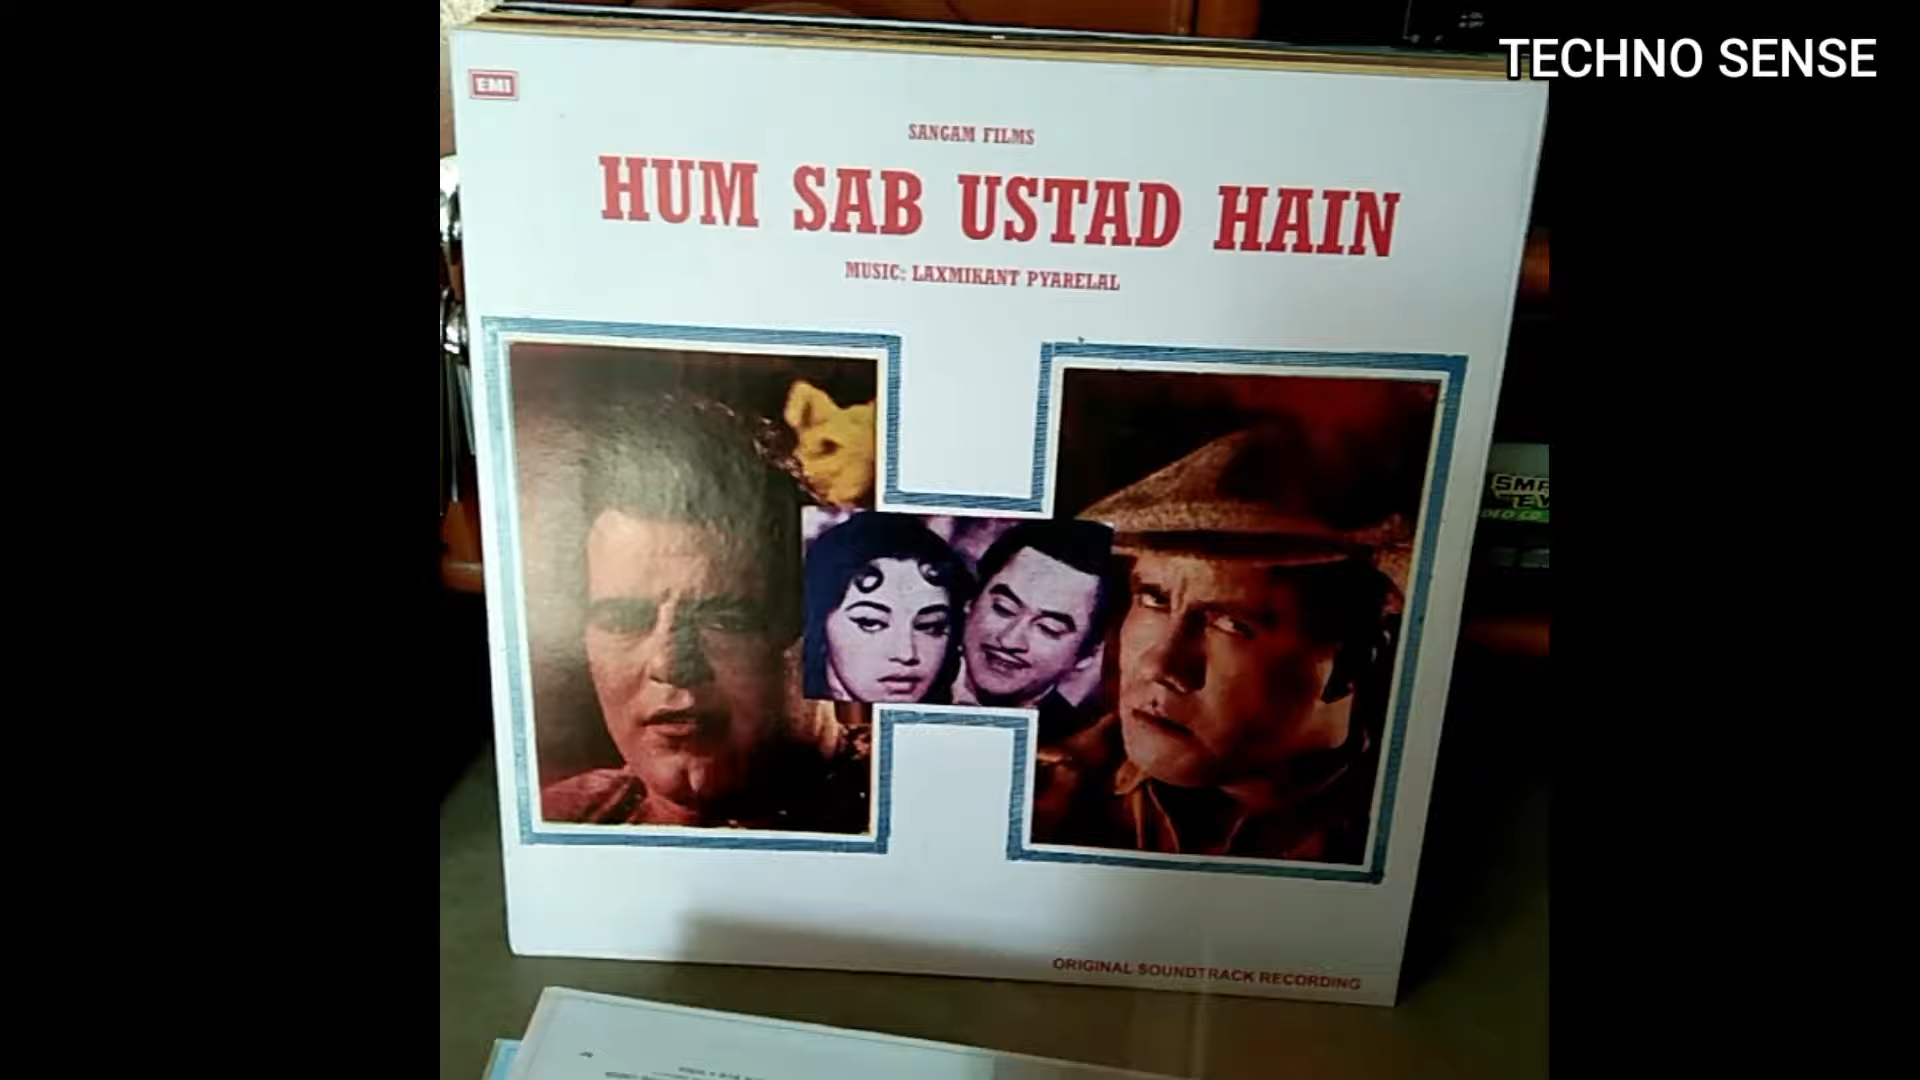 TECHNO SENSE
EMI
SANGAM FILMS
HUM SAB USTAD HAIN
MUSIC: LAXMIKANT PYARELAL
ORIGINAL SOUNDTRACK RECORDING